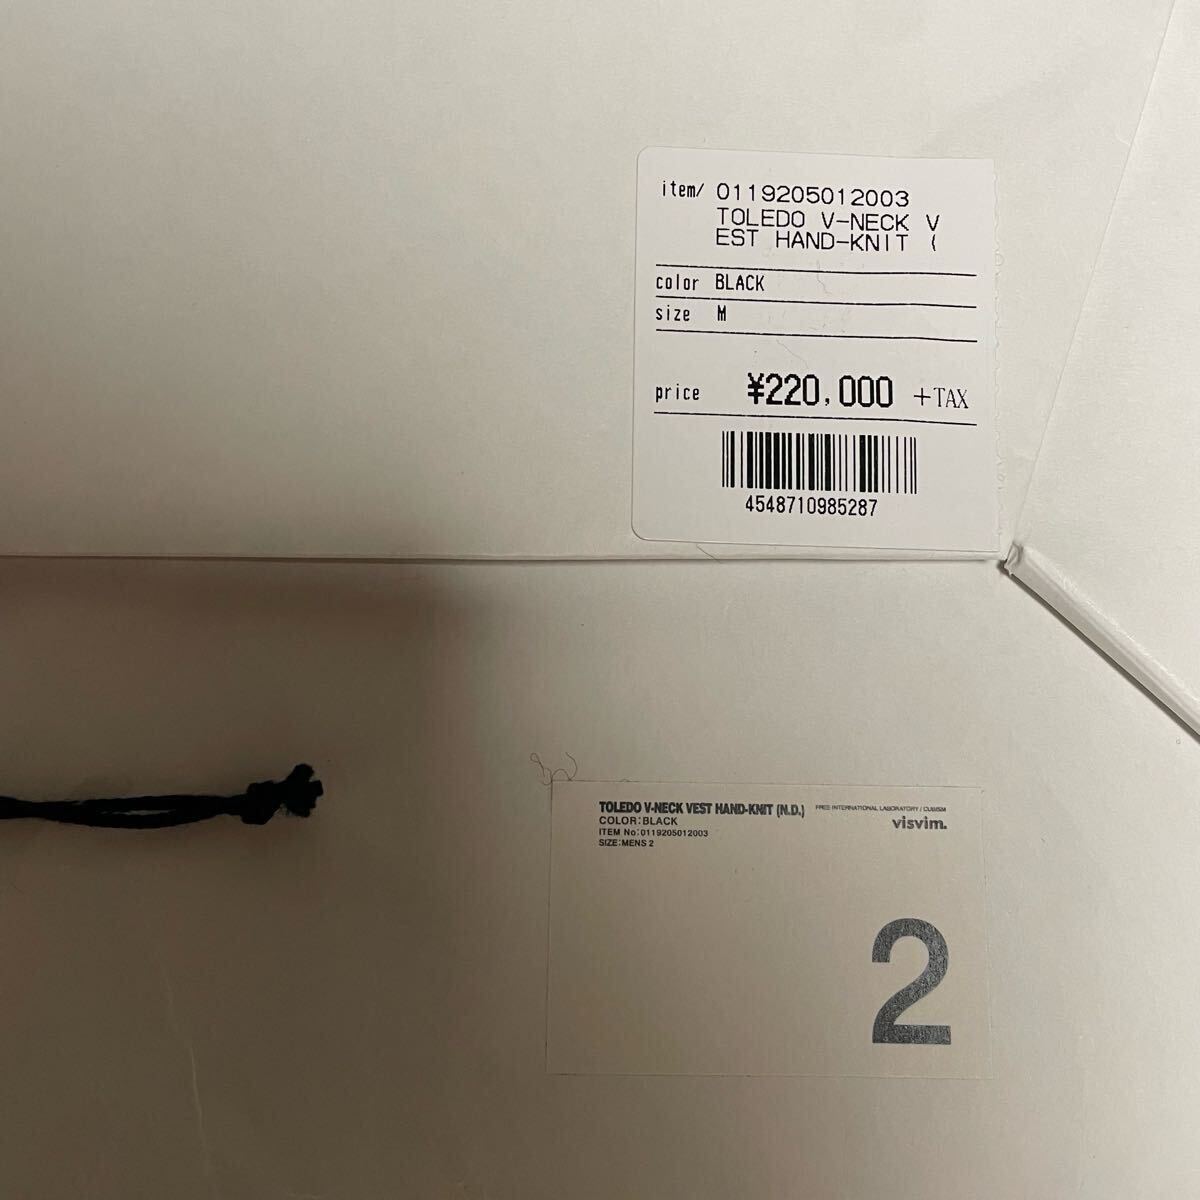 item/ 0119205012003
TOLEDO V-NECK V
EST HAND-KNIT (
color BLACK
size M
price ¥220,000 +TAX
4548710985287
TOLEDO V-NECK VEST HAND-KNIT (N.D.)
COLOR:BLACK
ITEM No:0119205012003
SIZE:MENS 2
FREE INTERNATIONAL LABORATORY / CUBISM
visvim.
2